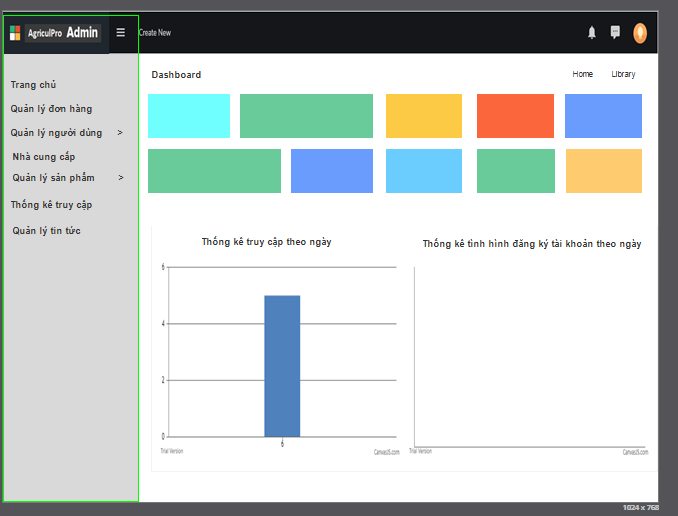 AgriculPro Admin
☰ Create New
Trang chủ
Quản lý đơn hàng
Quản lý người dủng >
Nhà cung cấp
Quản lý sản phẩm >
Thống kê truy cập
Quản lý tin tức
Dashboard
Home Library
Thống kê truy cập theo ngày
6
4
2
0
6
Trial Version CanvasJS.com
Thống kê tình hình đăng ký tài khoản theo ngày
Trial Version CanvasJS.com
1024 x 768